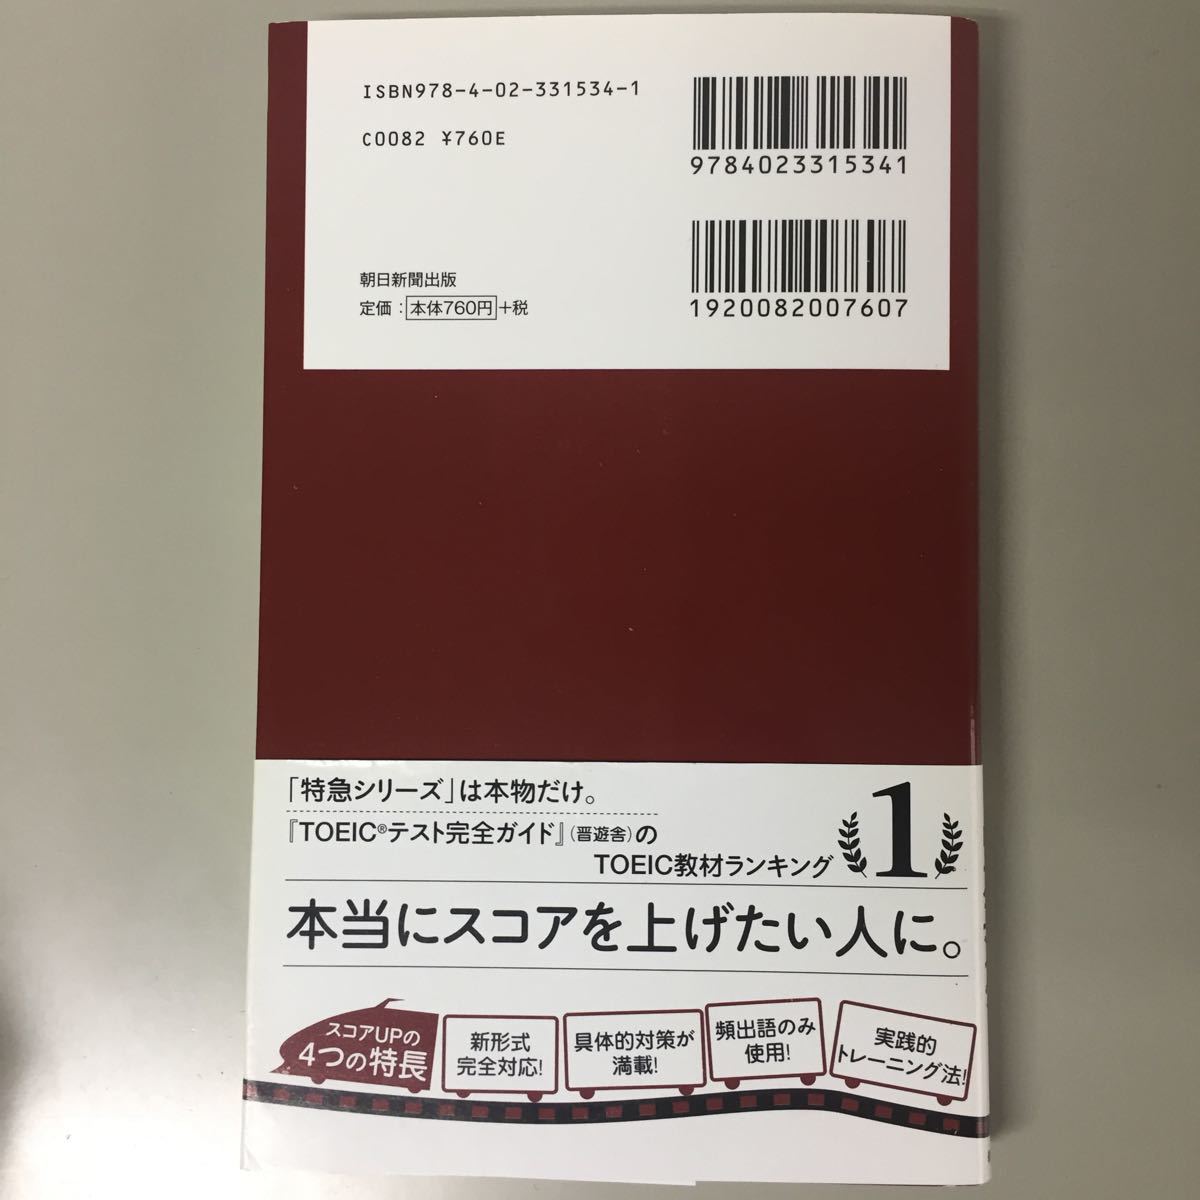 ISBN978-4-02-331534-1
C0082 ¥760E
9784023315341
朝日新聞出版
定価：本体760円+税
1920082007607
「特急シリーズ」は本物だけ。
『TOEIC®テスト完全ガイド』（晋遊舎）の
TOEIC教材ランキング
1
本当にスコアを上げたい人に。
スコアUPの
4つの特長
新形式
完全対応!
具体的対策が
満載!
頻出語のみ
使用!
実践的
トレーニング法!